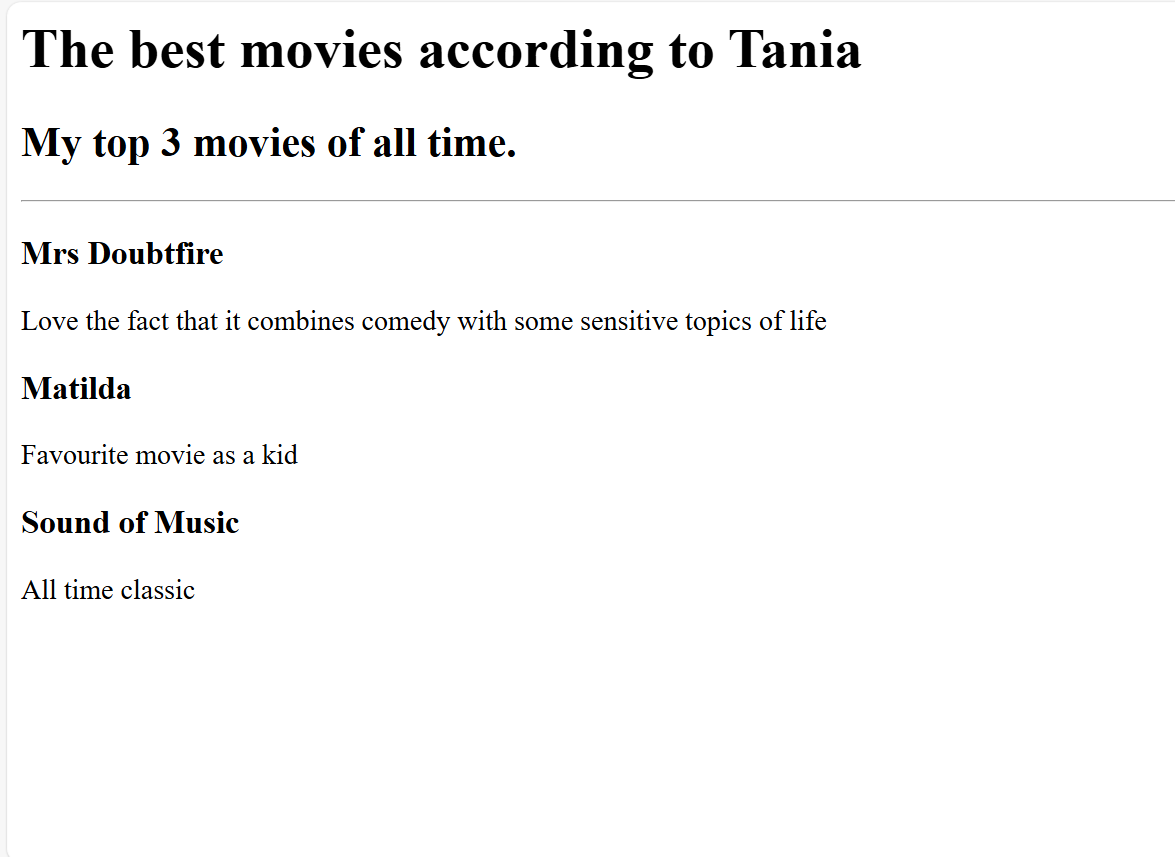 The best movies according to Tania
My top 3 movies of all time.
Mrs Doubtfire
Love the fact that it combines comedy with some sensitive topics of life
Matilda
Favourite movie as a kid
Sound of Music
All time classic